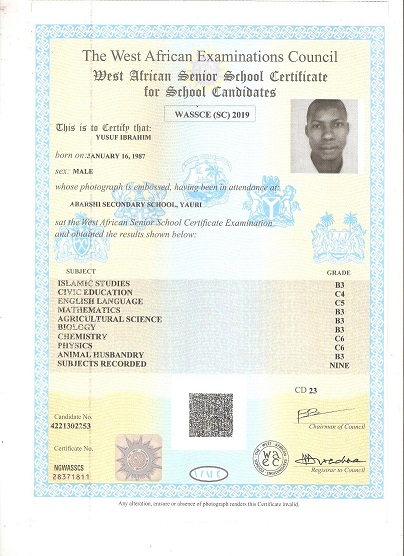 The West African Examinations Council
West African Senior School Certificate
for School Candidates
WASSCE (SC) 2019
This is to Certify that:
YUSUF IBRAHIM
born on: JANUARY 16, 1987
sex: MALE
whose photograph is embossed, having been in attendance at:
ABARSHI SECONDARY SCHOOL, YAURI
sat the West African Senior School Certificate Examination
and obtained the results shown below:
SUBJECT GRADE
ISLAMIC STUDIES B3
CIVIC EDUCATION C4
ENGLISH LANGUAGE C5
MATHEMATICS B3
AGRICULTURAL SCIENCE B3
BIOLOGY B3
CHEMISTRY C6
PHYSICS C6
ANIMAL HUSBANDRY B3
SUBJECTS RECORDED NINE
CD 23
Candidate No.
4221302253
Chairman of Council
Certificate No.
NGWASSCS
28371811
Registrar to Council
Any alteration, erasure or absence of photograph renders this Certificate invalid.